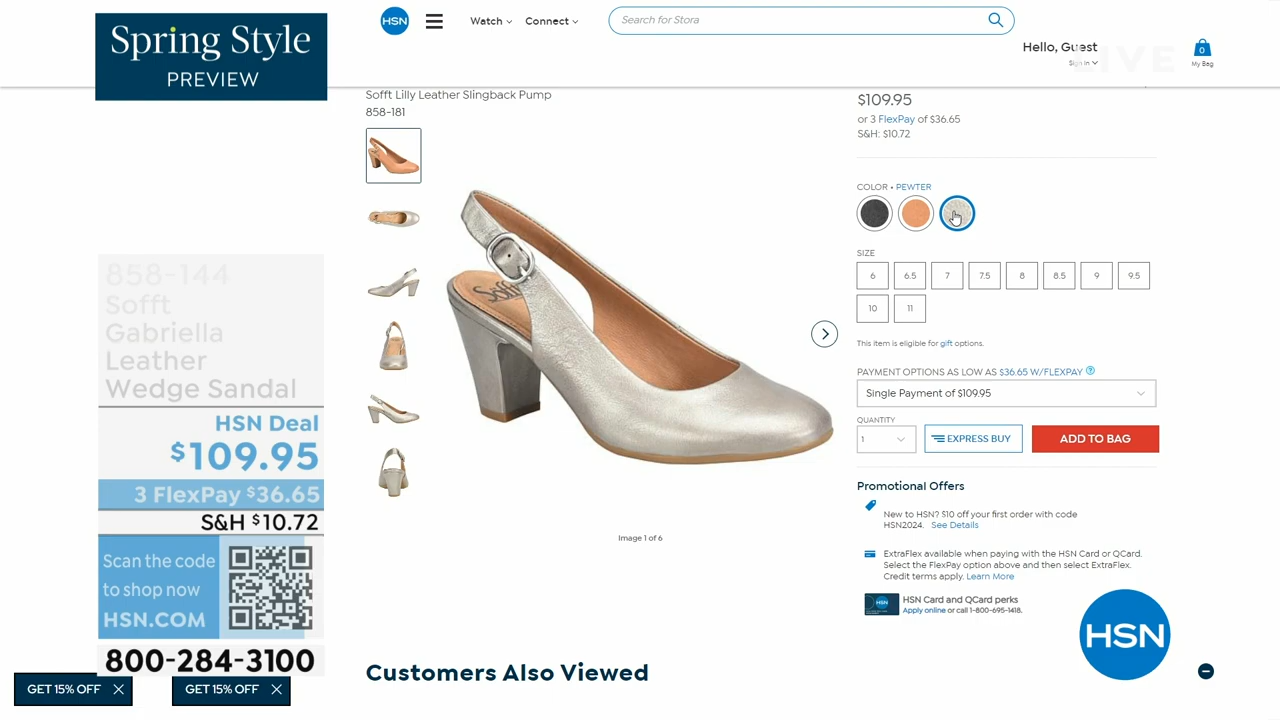 Spring Style
PREVIEW
HSN
Watch
Connect
Search for Stora
Hello, Guest
Sign In
LIVE
0
My Bag
Sofft Lilly Leather Slingback Pump
858-181
$109.95
or 3 FlexPay of $36.65
S&H: $10.72
COLOR • PEWTER
SIZE
6 6.5 7 7.5 8 8.5 9 9.5
10 11
This item is eligible for gift options.
PAYMENT OPTIONS AS LOW AS $36.65 W/FLEXPAY ?
Single Payment of $109.95
QUANTITY
1
EXPRESS BUY
ADD TO BAG
Promotional Offers
New to HSN? $10 off your first order with code
HSN2024. See Details
ExtraFlex available when paying with the HSN Card or QCard.
Select the FlexPay option above and then select ExtraFlex.
Credit terms apply. Learn More
HSN
HSN Card and QCard perks
Apply online or call 1-800-695-1418.
Söfft
Image 1 of 6
858-144
Sofft
Gabriella
Leather
Wedge Sandal
HSN Deal
$109.95
3 FlexPay $36.65
S&H $10.72
Scan the code
to shop now
HSN.COM
800-284-3100
GET 15% OFF
GET 15% OFF
Customers Also Viewed
HSN